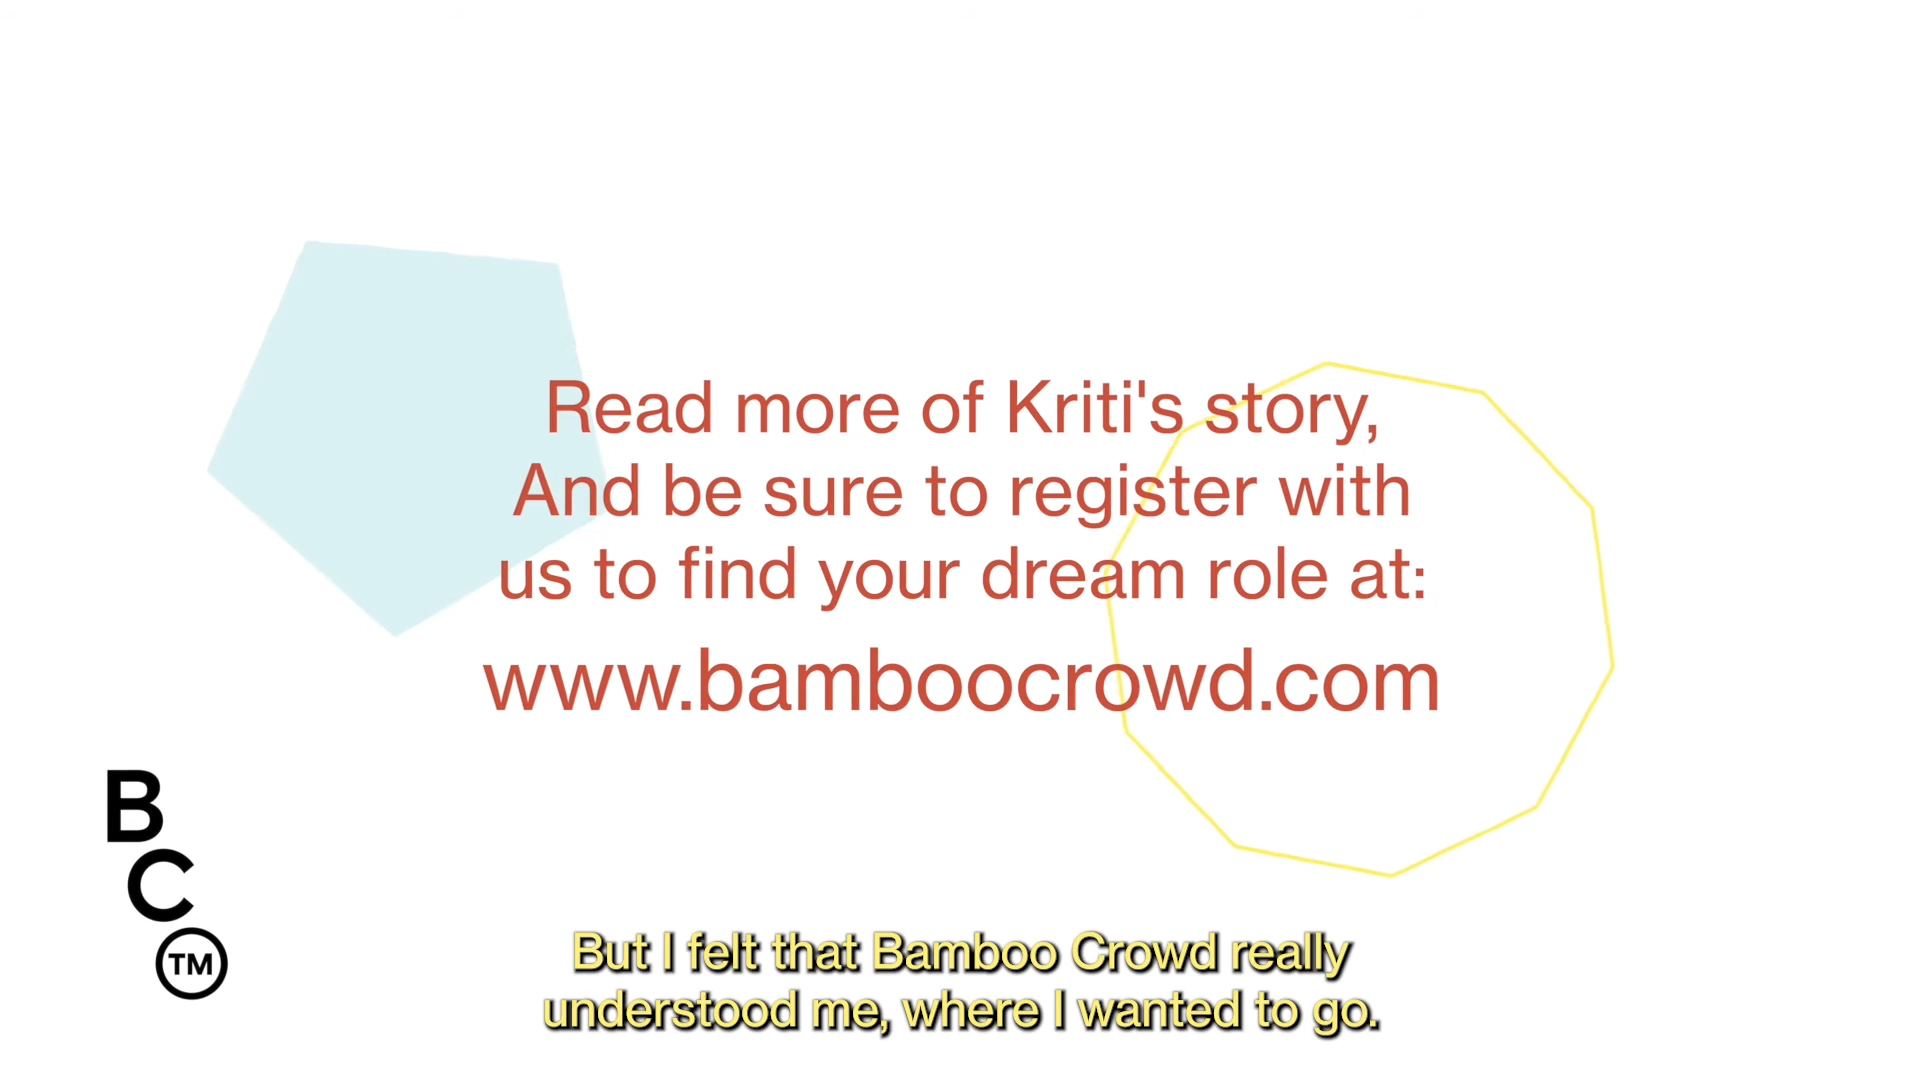 Read more of Kriti's story,
And be sure to register with
us to find your dream role at:
www.bamboocrowd.com
B
C
TM
But I felt that Bamboo Crowd really
understood me, where I wanted to go.